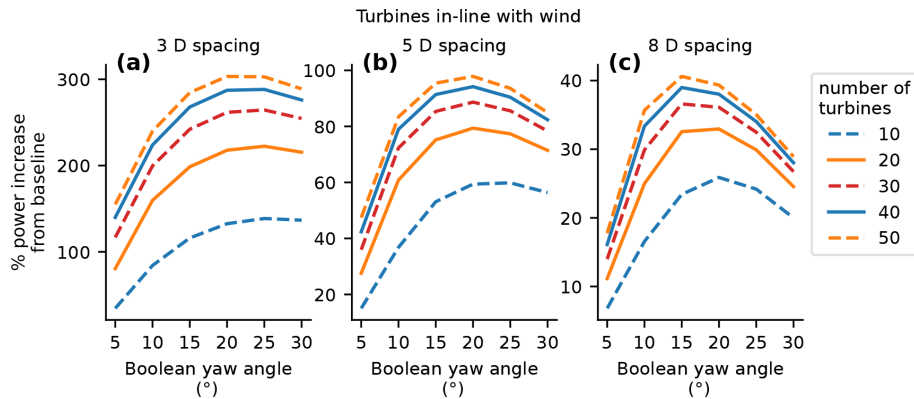 Turbines in-line with wind
(a) 3 D spacing
(b) 5 D spacing
(c) 8 D spacing
% power increase
from baseline
300
200
100
5 10 15 20 25 30
Boolean yaw angle
(°)
100
80
60
40
20
5 10 15 20 25 30
Boolean yaw angle
(°)
40
30
20
10
5 10 15 20 25 30
Boolean yaw angle
(°)
number of
turbines
10
20
30
40
50